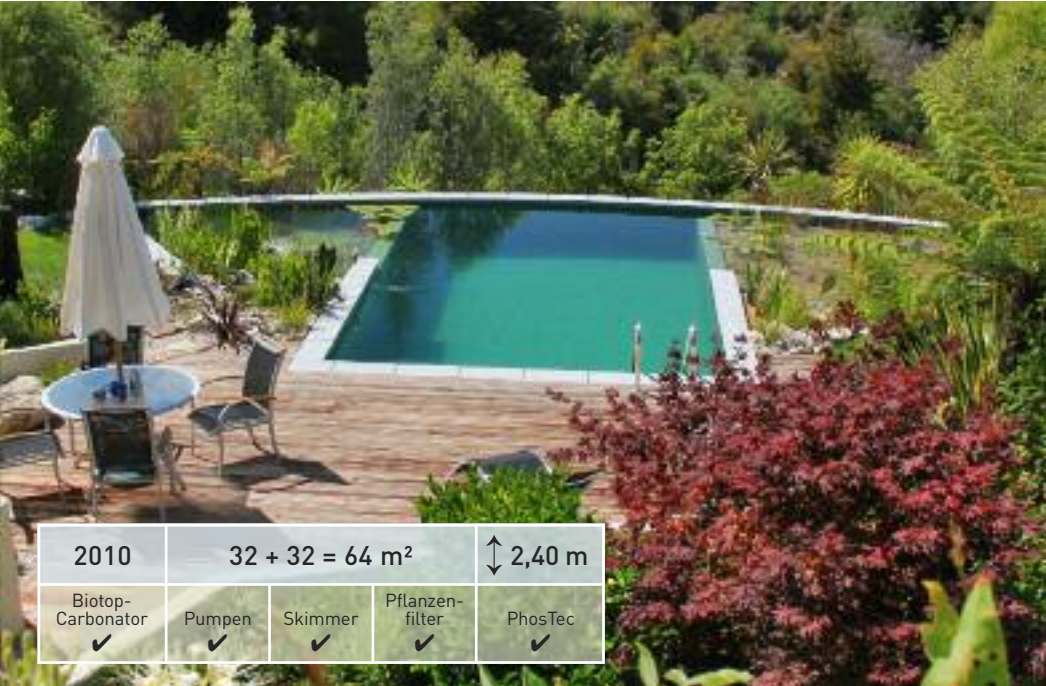 2010
32 + 32 = 64 m²
↕ 2,40 m
Biotop-
Carbonator
✔
Pumpen
✔
Skimmer
✔
Pflanzen-
filter
✔
PhosTec
✔